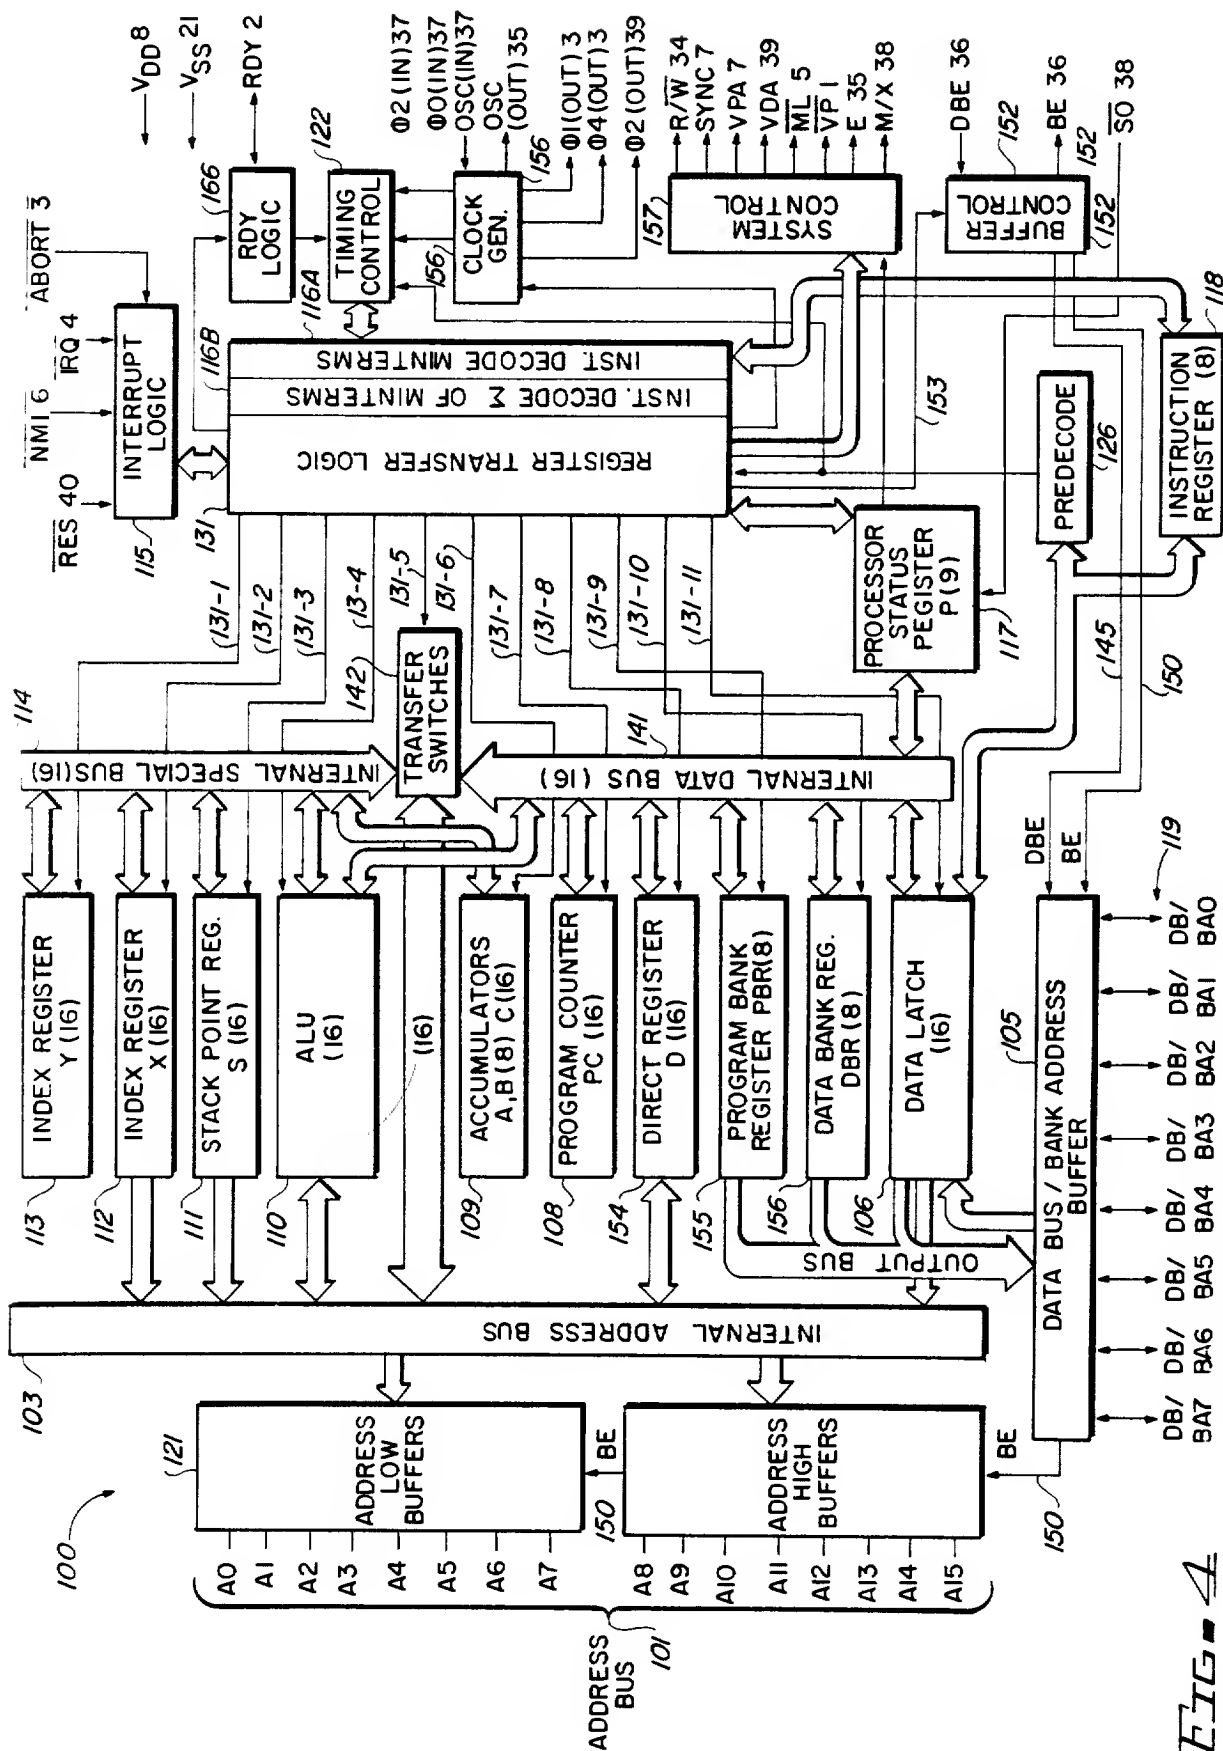 FIG-4
100
ADDRESS
BUS
101
A0
A1
A2
A3
A4
A5
A6
A7
A8
A9
A10
A11
A12
A13
A14
A15
121
ADDRESS
LOW
BUFFERS
150
BE
ADDRESS
HIGH
BUFFERS
BE
150
103
INTERNAL ADDRESS BUS
113
INDEX REGISTER
Y (16)
112
INDEX REGISTER
X (16)
111
STACK POINT REG.
S (16)
110
ALU
(16)
(16)
109
ACCUMULATORS
A,B(8) C(16)
108
PROGRAM COUNTER
PC (16)
154
DIRECT REGISTER
D (16)
155
PROGRAM BANK
REGISTER PBR(8)
156
DATA BANK REG.
DBR (8)
106
DATA LATCH
(16)
OUTPUT
BUS
DATA BUS / BANK ADDRESS
BUFFER
105
DBE
BE
119
DB/
BA7
DB/
BA6
DB/
BA5
DB/
BA4
DB/
BA3
DB/
BA2
DB/
BA1
DB/
BA0
114
INTERNAL SPECIAL BUS(16)
142
TRANSFER
SWITCHES
141
INTERNAL DATA BUS (16)
131-1
131-2
131-3
13-4
131-5
131-6
131-7
131-8
131-9
131-10
131-11
PROCESSOR
STATUS
PEGISTER
P(9)
117
145
150
RES 40
NMI 6
IRQ 4
ABORT 3
115
INTERRUPT
LOGIC
131
REGISTER TRANSFER LOGIC
116B
INST. DECODE Σ OF MINTERMS
116A
INST. DECODE MINTERMS
153
PREDECODE
126
INSTRUCTION
REGISTER (8)
118
VDD 8
VSS 21
RDY 2
166
RDY
LOGIC
122
TIMING
CONTROL
156
CLOCK
GEN.
156
Φ2(IN)37
Φ0(IN)37
OSC(IN)37
OSC
(OUT)35
Φ1(OUT)3
Φ4(OUT)3
Φ2(OUT)39
157
SYSTEM
CONTROL
R/W 34
SYNC 7
VPA 7
VDA 39
ML 5
VP 1
E 35
M/X 38
BUFFER
CONTROL
152
152
152
DBE 36
BE 36
SO 38